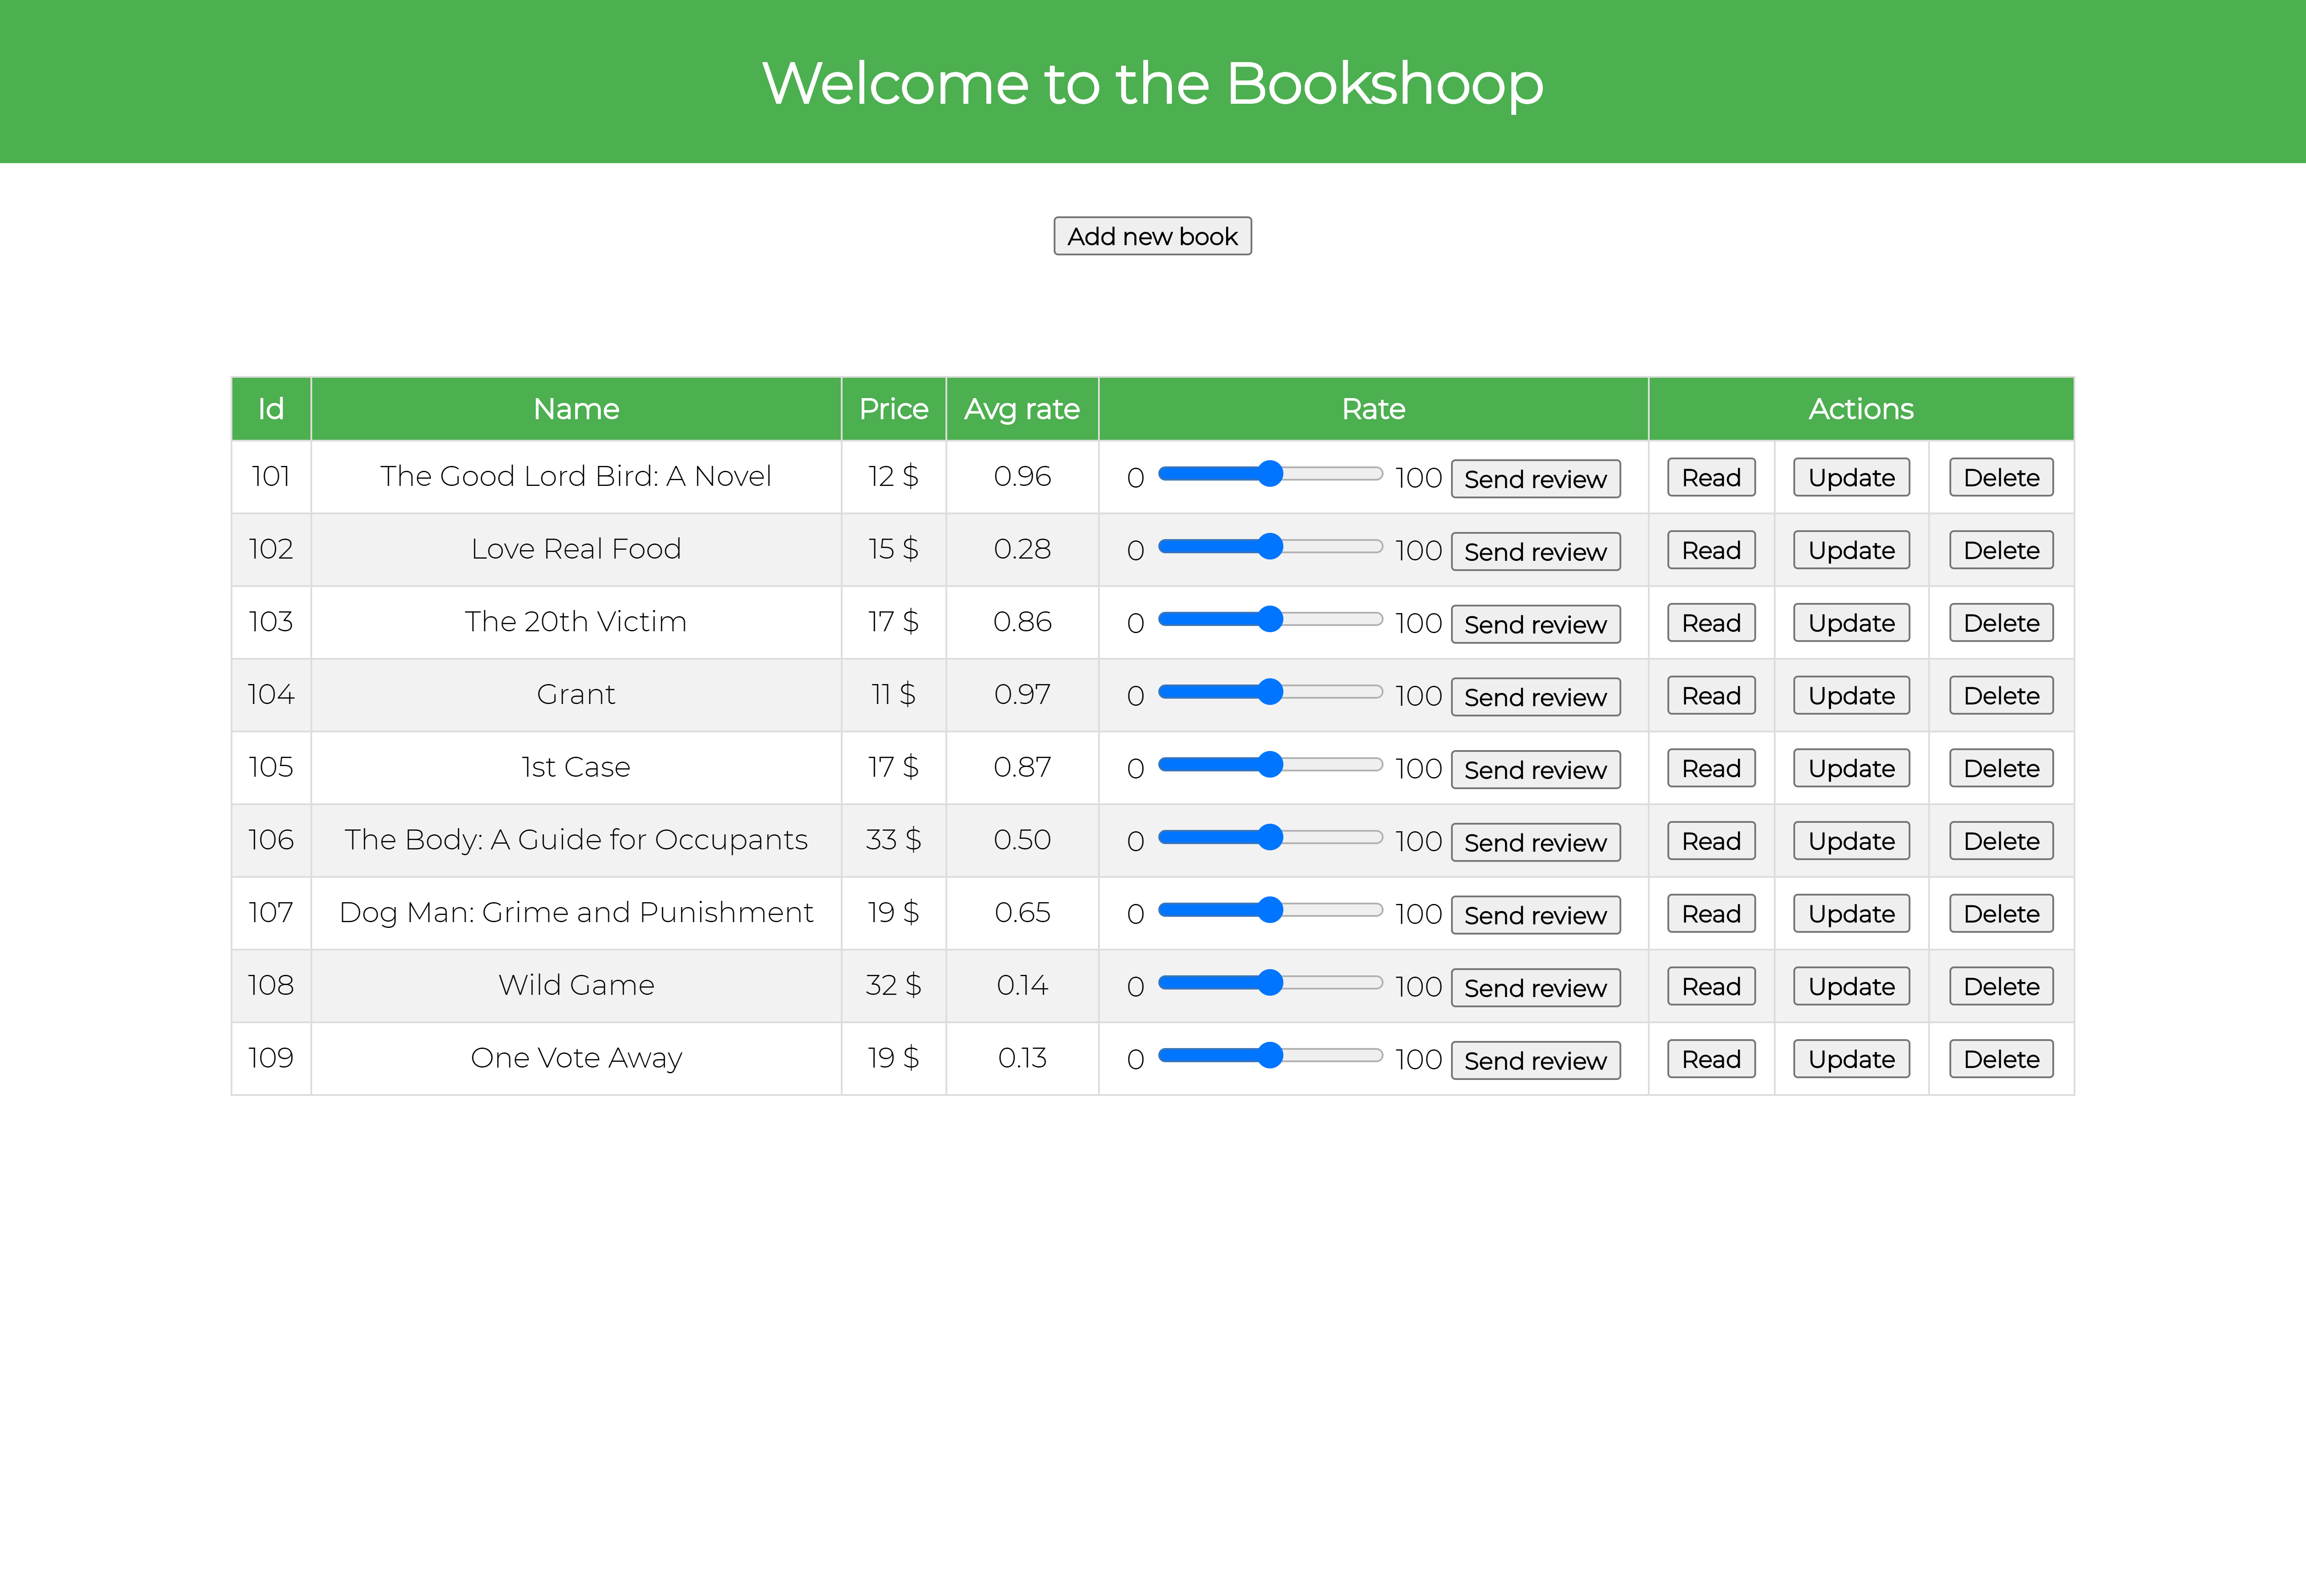 Welcome to the Bookshoop
Add new book
Id Name Price Avg rate Rate Actions
101 The Good Lord Bird: A Novel 12 $ 0.96 0 100 Send review Read Update Delete
102 Love Real Food 15 $ 0.28 0 100 Send review Read Update Delete
103 The 20th Victim 17 $ 0.86 0 100 Send review Read Update Delete
104 Grant 11 $ 0.97 0 100 Send review Read Update Delete
105 1st Case 17 $ 0.87 0 100 Send review Read Update Delete
106 The Body: A Guide for Occupants 33 $ 0.50 0 100 Send review Read Update Delete
107 Dog Man: Grime and Punishment 19 $ 0.65 0 100 Send review Read Update Delete
108 Wild Game 32 $ 0.14 0 100 Send review Read Update Delete
109 One Vote Away 19 $ 0.13 0 100 Send review Read Update Delete